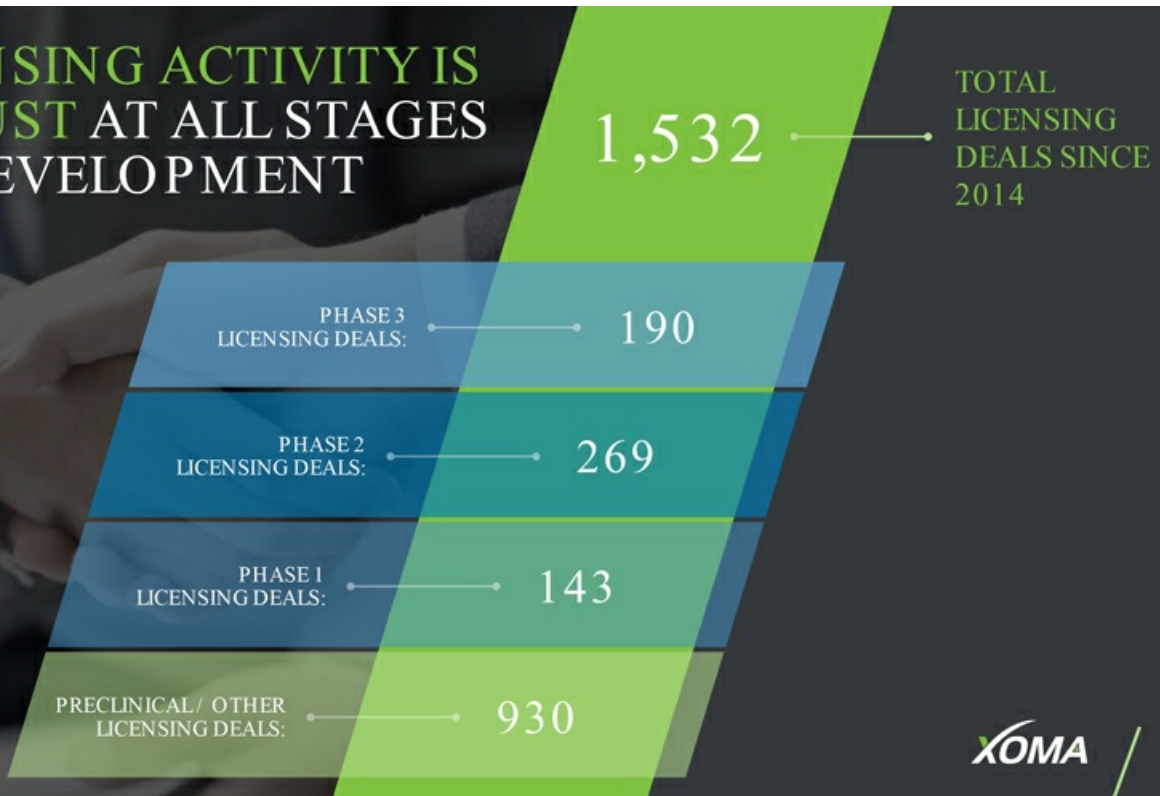 NSING ACTIVITY IS
UST AT ALL STAGES
EVELOPMENT
1,532
TOTAL
LICENSING
DEALS SINCE
2014
PHASE 3
LICENSING DEALS:
190
PHASE 2
LICENSING DEALS:
269
PHASE 1
LICENSING DEALS:
143
PRECLINICAL / OTHER
LICENSING DEALS:
930
XOMA